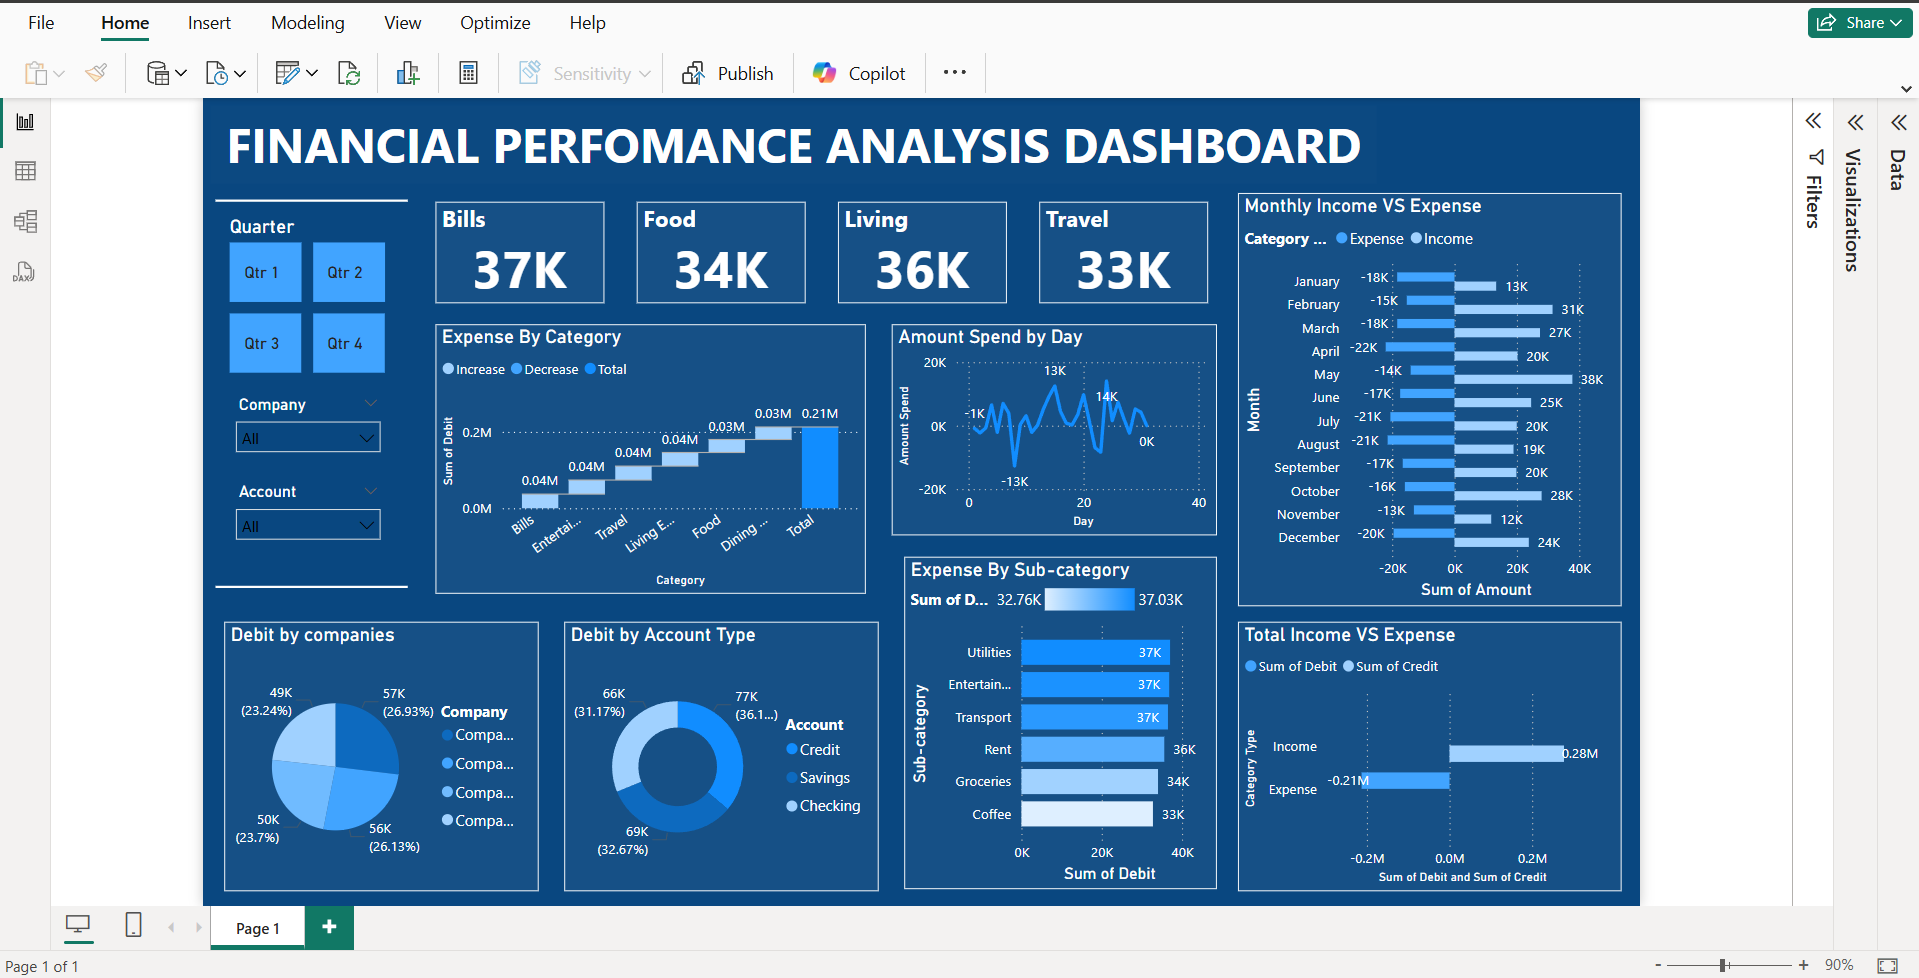 File Home Insert Modeling View Optimize Help
Share
Sensitivity Publish Copilot
FINANCIAL PERFOMANCE ANALYSIS DASHBOARD
Quarter
Qtr 1 Qtr 2
Qtr 3 Qtr 4
Company
All
Account
All
Bills
37K
Food
34K
Living
36K
Travel
33K
Expense By Category
Increase Decrease Total
Sum of Debit
0.2M
0.0M
0.04M
0.04M
0.04M
0.04M
0.03M
0.03M
0.21M
Bills
Entertai...
Travel
Living E...
Food
Dining ...
Total
Category
Amount Spend by Day
Amount Spend
20K
0K
-20K
-1K
-13K
13K
14K
0K
0 20 40
Day
Monthly Income VS Expense
Category ... Expense Income
Month
January -18K 13K
February -15K 31K
March -18K 27K
April -22K 20K
May -14K 38K
June -17K 25K
July -21K 20K
August -21K 19K
September -17K 20K
October -16K 28K
November -13K 12K
December -20K 24K
-20K 0K 20K 40K
Sum of Amount
Debit by companies
49K
(23.24%)
57K
(26.93%)
50K
(23.7%)
56K
(26.13%)
Company
Compa...
Compa...
Compa...
Compa...
Debit by Account Type
66K
(31.17%)
77K
(36.1...)
69K
(32.67%)
Account
Credit
Savings
Checking
Expense By Sub-category
Sum of D... 32.76K 37.03K
Sub-category
Utilities 37K
Entertain... 37K
Transport 37K
Rent 36K
Groceries 34K
Coffee 33K
0K 20K 40K
Sum of Debit
Total Income VS Expense
Sum of Debit Sum of Credit
Category Type
Income 0.28M
Expense -0.21M
-0.2M 0.0M 0.2M
Sum of Debit and Sum of Credit
Filters
Visualizations
Data
DAX
Page 1
Page 1 of 1
90%